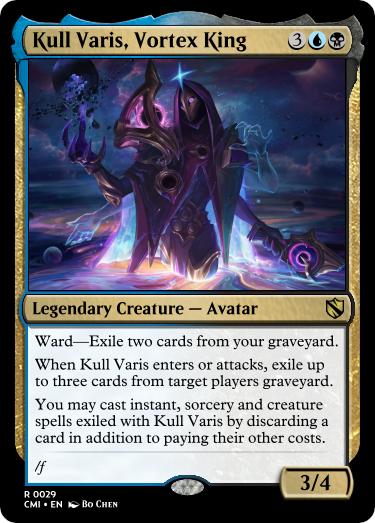 Kull Varis, Vortex King 3
Legendary Creature — Avatar
Ward—Exile two cards from your graveyard.
When Kull Varis enters or attacks, exile up
to three cards from target players graveyard.
You may cast instant, sorcery and creature
spells exiled with Kull Varis by discarding a
card in addition to paying their other costs.
lf
3/4
R 0029
CMI • EN Bo Chen